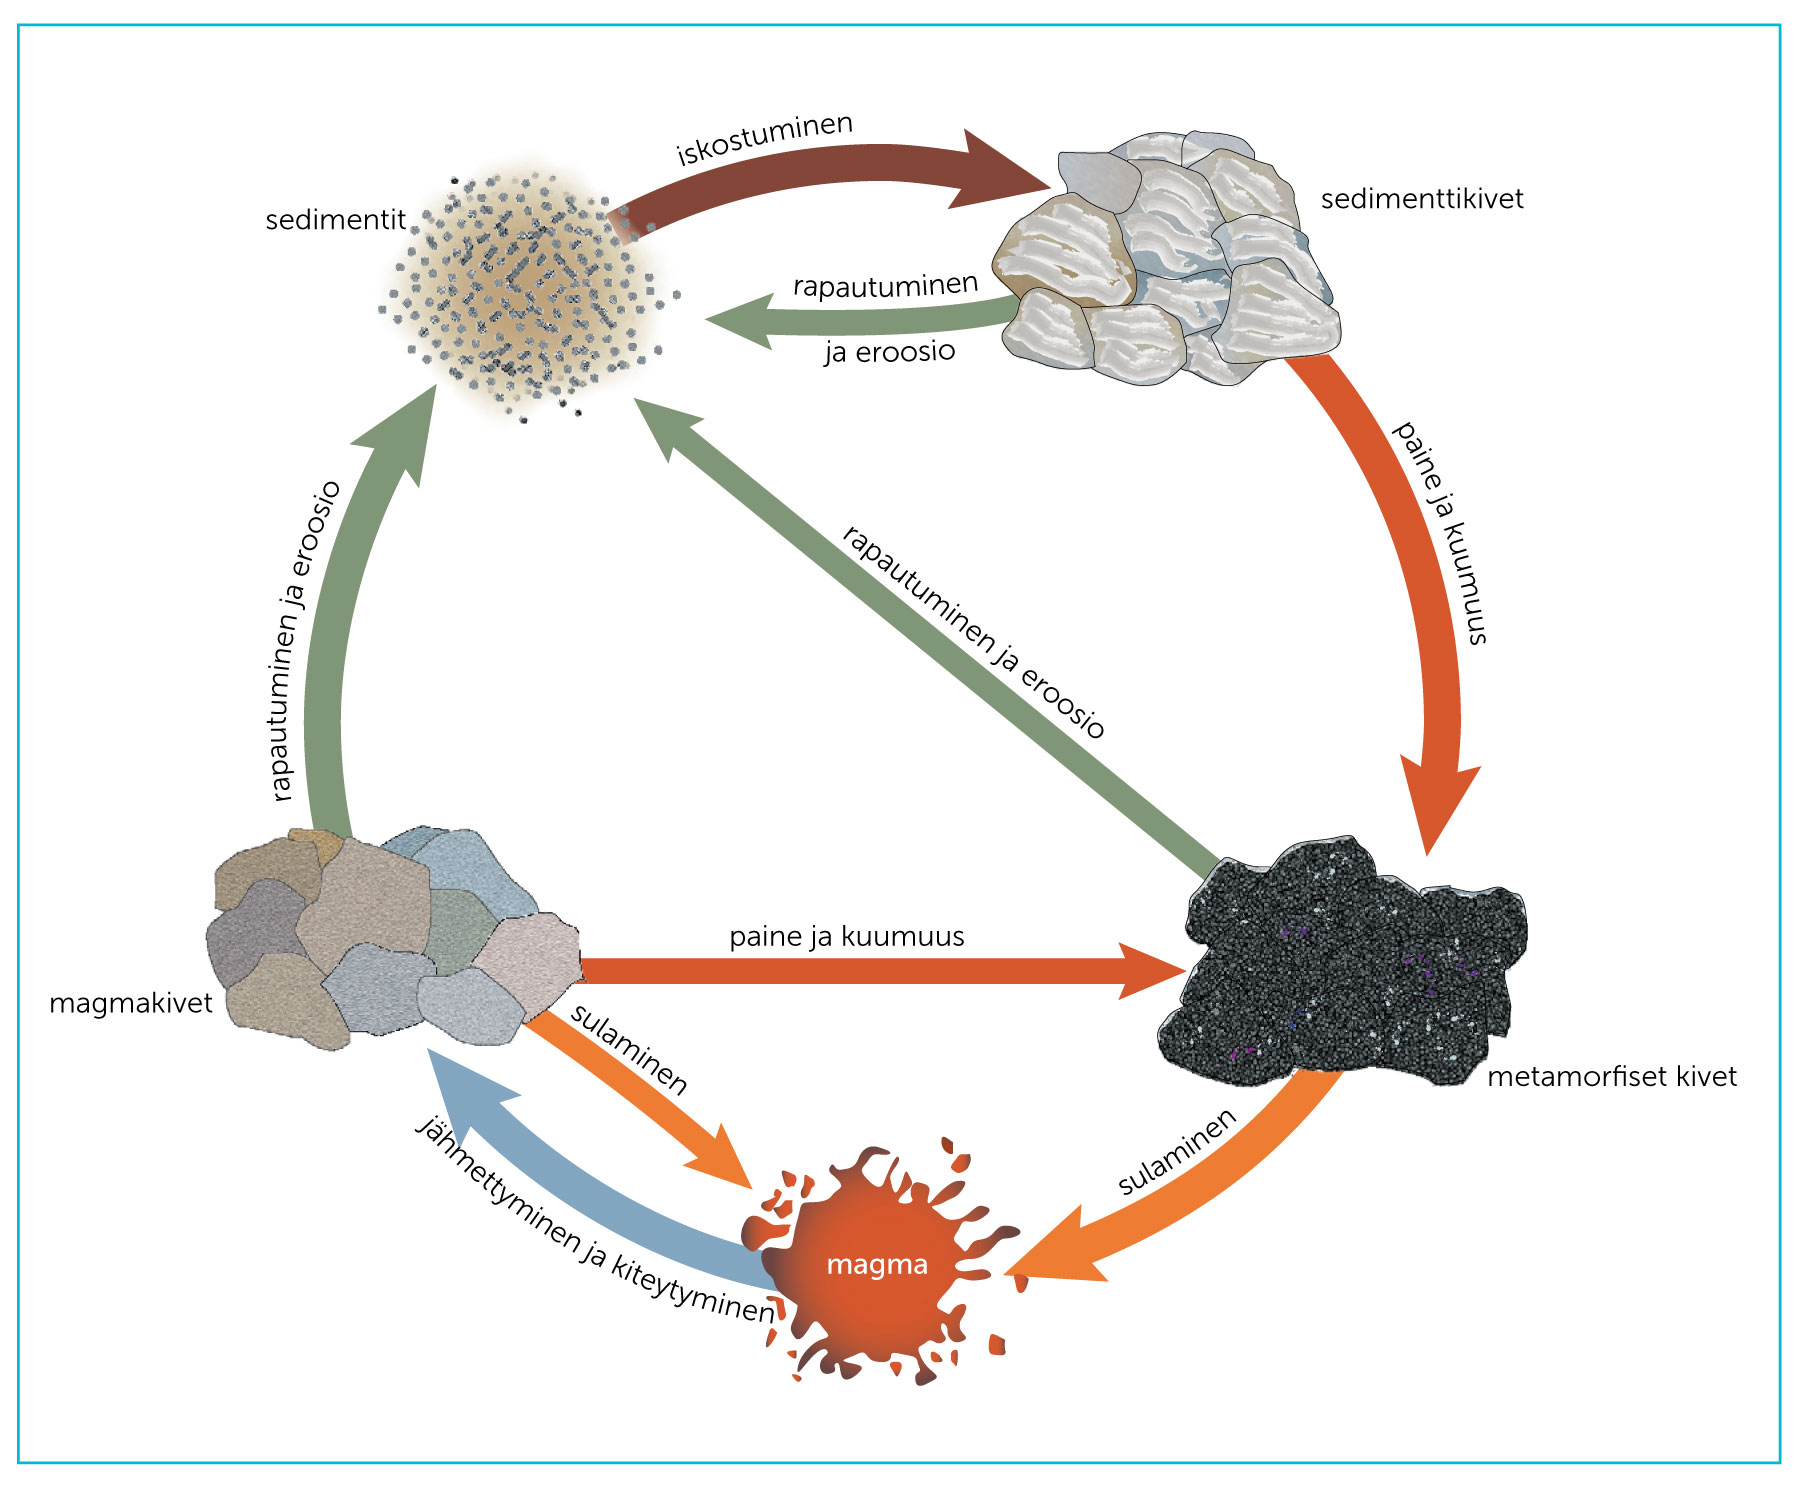 iskostuminen
sedimentit
sedimenttikivet
rapautuminen
ja eroosio
paine ja kuumuus
rapautuminen ja eroosio
rapautuminen ja eroosio
paine ja kuumuus
magmakivet
sulaminen
metamorfiset kivet
sulaminen
jähmettyminen ja kiteytyminen
magma